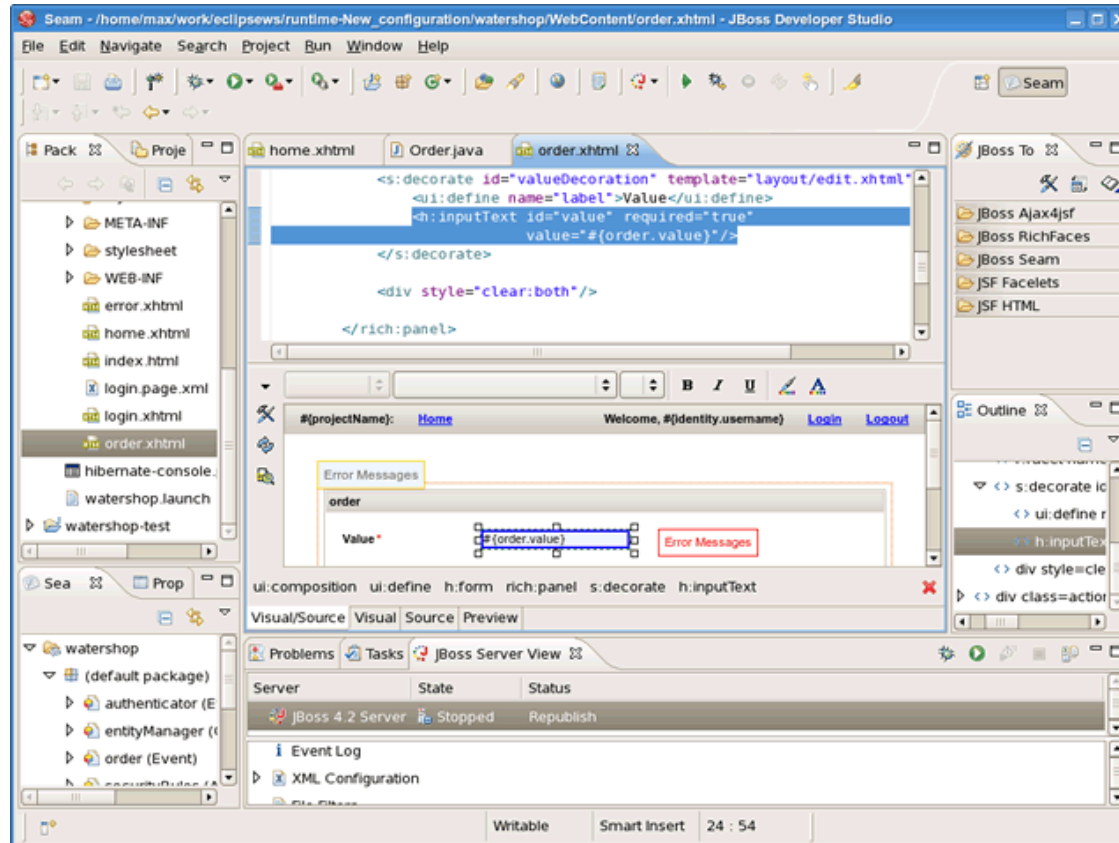 Seam - /home/max/work/eclipsews/runtime-New_configuration/watershop/WebContent/order.xhtml - JBoss Developer Studio
File Edit Navigate Search Project Run Window Help
Seam
Pack Proje
META-INF
stylesheet
WEB-INF
error.xhtml
home.xhtml
index.html
login.page.xml
login.xhtml
order.xhtml
hibernate-console.
watershop.launch
watershop-test
home.xhtml Order.java order.xhtml
<s:decorate id="valueDecoration" template="layout/edit.xhtml"
<ui:define name="label">Value</ui:define>
<h:inputText id="value" required="true"
value="#{order.value}"/>
</s:decorate>
<div style="clear:both"/>
</rich:panel>
B I U A
#{projectName}: Home Welcome, #{identity.username} Login Logout
Error Messages
order
Value* #{order.value} Error Messages
ui:composition ui:define h:form rich:panel s:decorate h:inputText
Visual/Source Visual Source Preview
JBoss To
JBoss Ajax4jsf
JBoss RichFaces
JBoss Seam
JSF Facelets
JSF HTML
Outline
s:decorate ic
ui:define r
h:inputTex
div style=cle
div class=action
Sea Prop
watershop
(default package)
authenticator (E
entityManager (
order (Event)
Problems Tasks JBoss Server View
Server State Status
JBoss 4.2 Server Stopped Republish
Event Log
XML Configuration
Writable Smart Insert 24 : 54